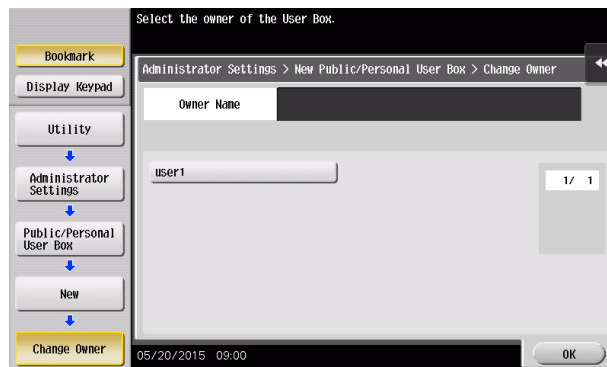 Select the owner of the User Box.
Bookmark
Display Keypad
Utility
Administrator
Settings
Public/Personal
User Box
New
Change Owner
Administrator Settings > New Public/Personal User Box > Change Owner
Owner Name
user1
1/ 1
05/20/2015 09:00
OK